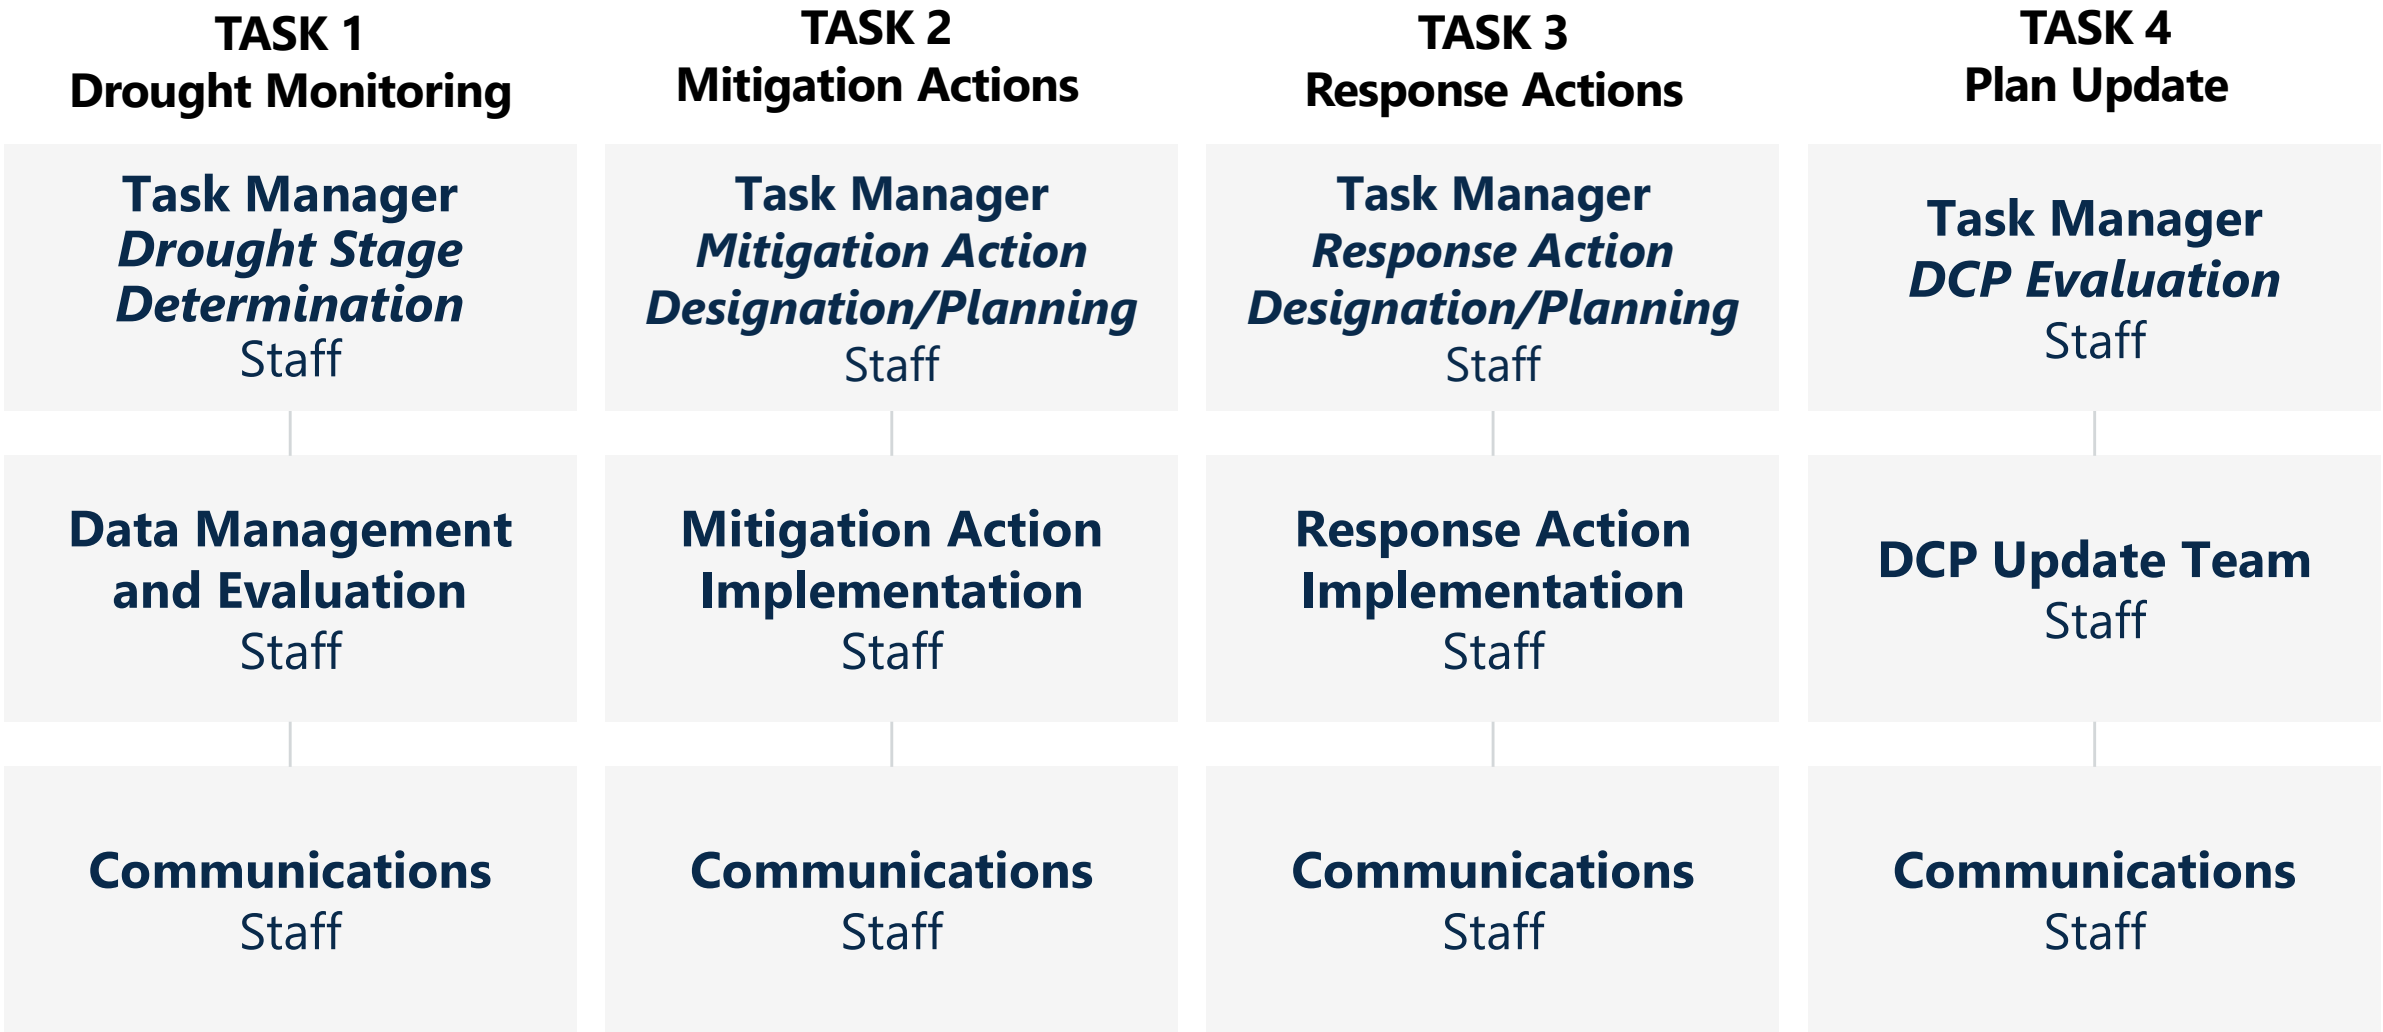 TASK 1
Drought Monitoring
TASK 2
Mitigation Actions
TASK 3
Response Actions
TASK 4
Plan Update
Task Manager
Drought Stage
Determination
Staff
Task Manager
Mitigation Action
Designation/Planning
Staff
Task Manager
Response Action
Designation/Planning
Staff
Task Manager
DCP Evaluation
Staff
Data Management
and Evaluation
Staff
Mitigation Action
Implementation
Staff
Response Action
Implementation
Staff
DCP Update Team
Staff
Communications
Staff
Communications
Staff
Communications
Staff
Communications
Staff